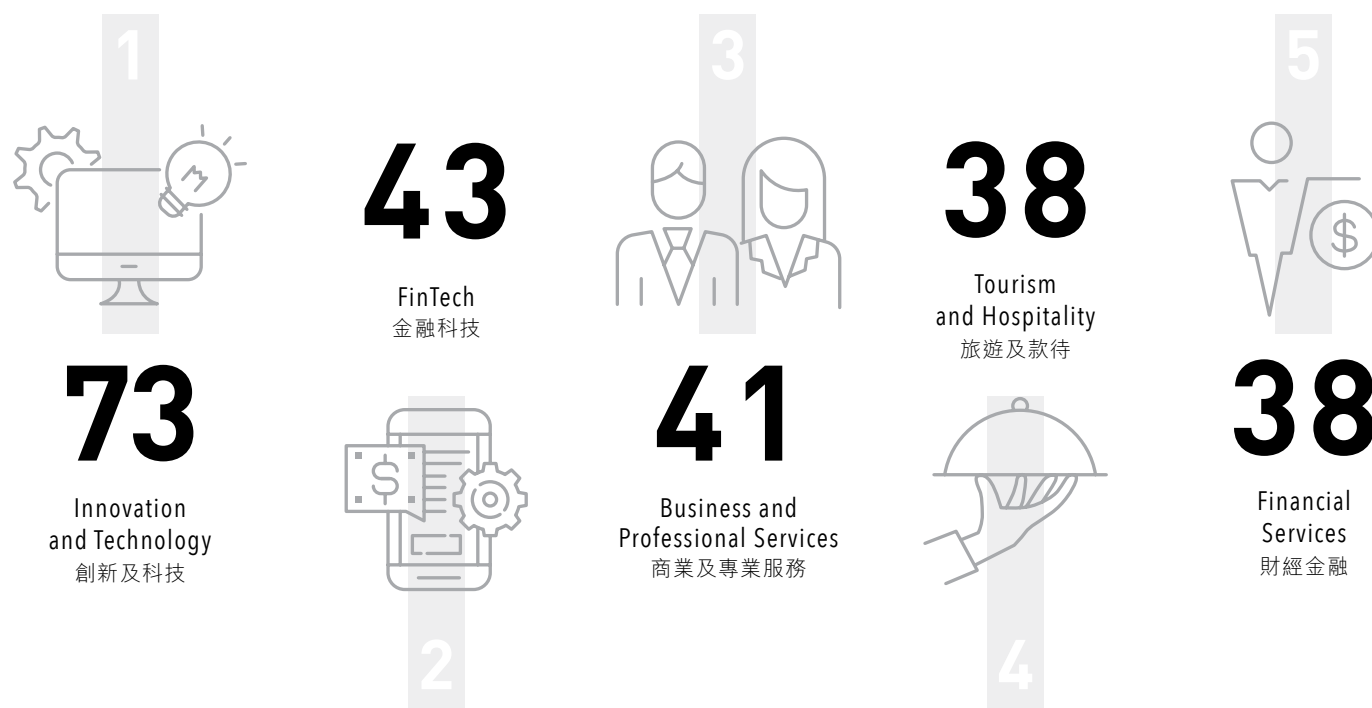 1
73
Innovation
and Technology
創新及科技
43
FinTech
金融科技
$
2
3
41
Business and
Professional Services
商業及專業服務
38
Tourism
and Hospitality
旅遊及款待
4
5
$
38
Financial
Services
財經金融